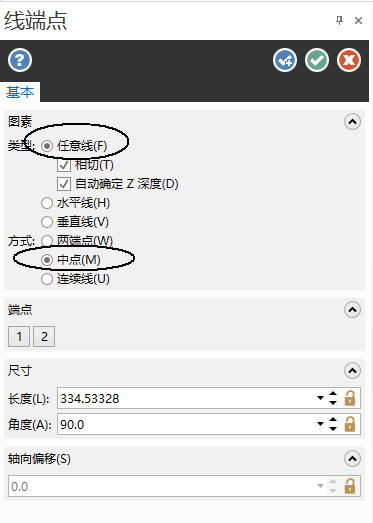 线端点
基本
图素
类型: 任意线(F)
相切(T)
自动确定 Z 深度(D)
水平线(H)
垂直线(V)
方式: 两端点(W)
中点(M)
连续线(U)
端点
1 2
尺寸
长度(L): 334.53328
角度(A): 90.0
轴向偏移(S)
0.0